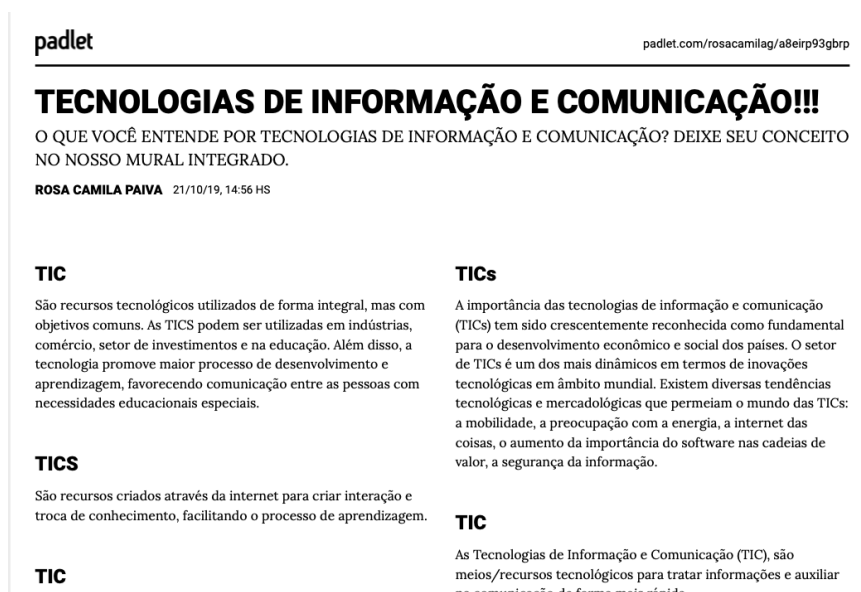 padlet
padlet.com/rosacamilag/a8eirp93gbrp
TECNOLOGIAS DE INFORMAÇÃO E COMUNICAÇÃO!!!
O QUE VOCÊ ENTENDE POR TECNOLOGIAS DE INFORMAÇÃO E COMUNICAÇÃO? DEIXE SEU CONCEITO
NO NOSSO MURAL INTEGRADO.
ROSA CAMILA PAIVA 21/10/19, 14:56 HS
TIC
São recursos tecnológicos utilizados de forma integral, mas com
objetivos comuns. As TICS podem ser utilizadas em indústrias,
comércio, setor de investimentos e na educação. Além disso, a
tecnologia promove maior processo de desenvolvimento e
aprendizagem, favorecendo comunicação entre as pessoas com
necessidades educacionais especiais.
TICS
São recursos criados através da internet para criar interação e
troca de conhecimento, facilitando o processo de aprendizagem.
TIC
TICs
A importância das tecnologias de informação e comunicação
(TICs) tem sido crescentemente reconhecida como fundamental
para o desenvolvimento econômico e social dos países. O setor
de TICs é um dos mais dinâmicos em termos de inovações
tecnológicas em âmbito mundial. Existem diversas tendências
tecnológicas e mercadológicas que permeiam o mundo das TICs:
a mobilidade, a preocupação com a energia, a internet das
coisas, o aumento da importância do software nas cadeias de
valor, a segurança da informação.
TIC
As Tecnologias de Informação e Comunicação (TIC), são
meios/recursos tecnológicos para tratar informações e auxiliar